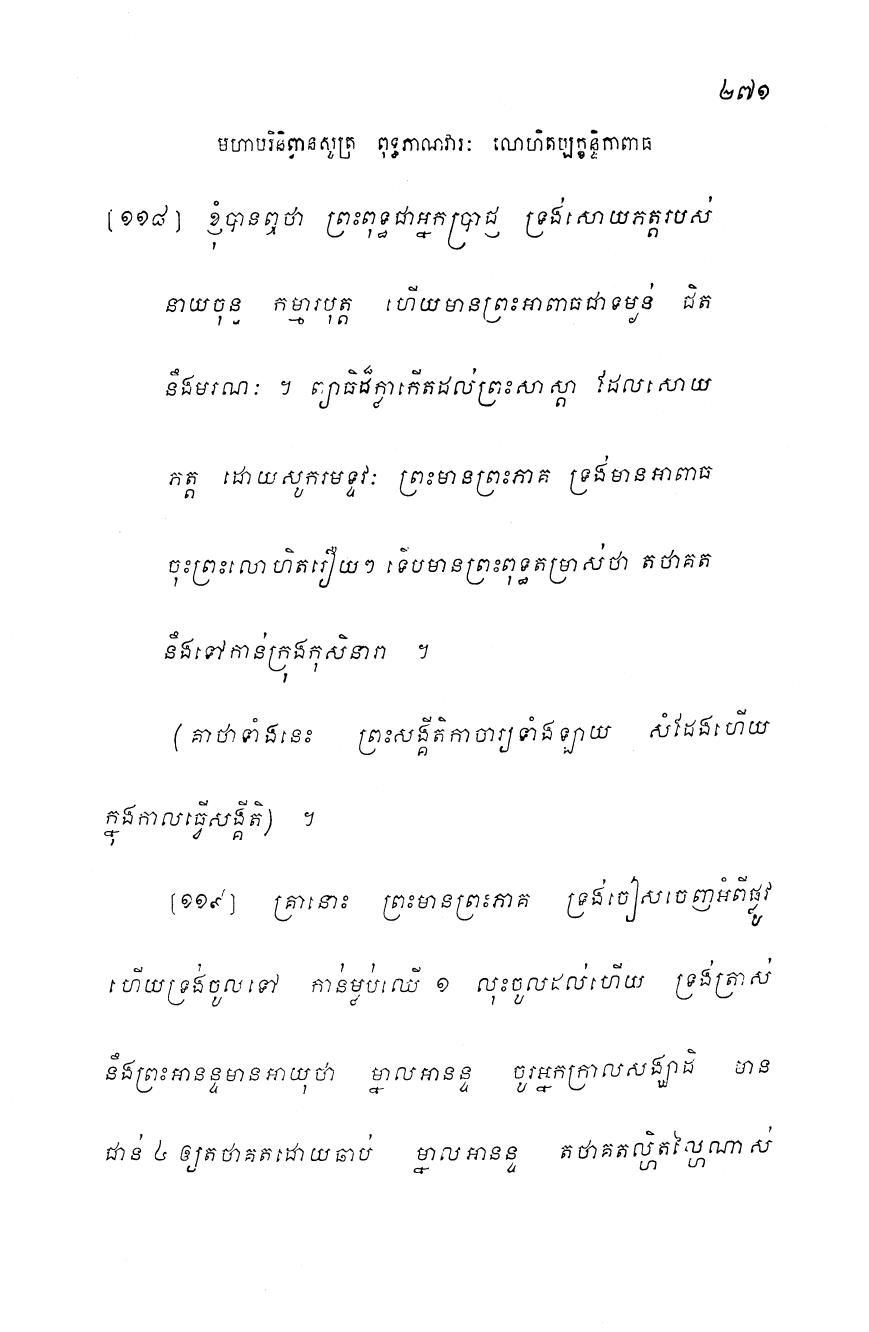 ២៧១
មហាបរិនិព្វានសូត្រ ពុទ្ធភាណវារៈ លោហិតប្បក្ខន្ទិកាពាធ
[១១៨] ខ្ញុំបានឮថា ព្រះពុទ្ធជាអ្នកប្រាជ្ញ ទ្រង់សោយភត្តរបស់
នាយចុន្ទ កម្មារបុត្ត ហើយមានព្រះអាពាធជាទម្ងន់ ជិត
នឹងមរណៈ ។ ព្យាធិដ៏ក្លាកើតដល់ព្រះសាស្តា ដែលសោយ
ភត្ត ដោយសូករមទ្ទវៈ ព្រះមានព្រះភាគ ទ្រង់មានអាពាធ
ចុះព្រះលោហិតរឿយៗ ទើបមានព្រះពុទ្ធតម្រាស់ថា តថាគត
នឹងទៅកាន់ក្រុងកុសិនារា ។
(គាថាទាំងនេះ ព្រះសង្គីតិកាចារ្យទាំងឡាយ សំដែងហើយ
ក្នុងកាលធ្វើសង្គីតិ) ។
[១១៩] គ្រានោះ ព្រះមានព្រះភាគ ទ្រង់ចៀសចេញអំពីផ្លូវ
ហើយទ្រង់ចូលទៅ កាន់ម្លប់ឈើ ១ លុះចូលដល់ហើយ ទ្រង់ត្រាស់
នឹងព្រះអានន្ទមានអាយុថា ម្នាលអានន្ទ ចូរអ្នកក្រាលសង្ឃាដិ មាន
ជាន់ ៤ ឲ្យតថាគតដោយឆាប់ ម្នាលអានន្ទ តថាគតល្ហិតល្ហៃណាស់